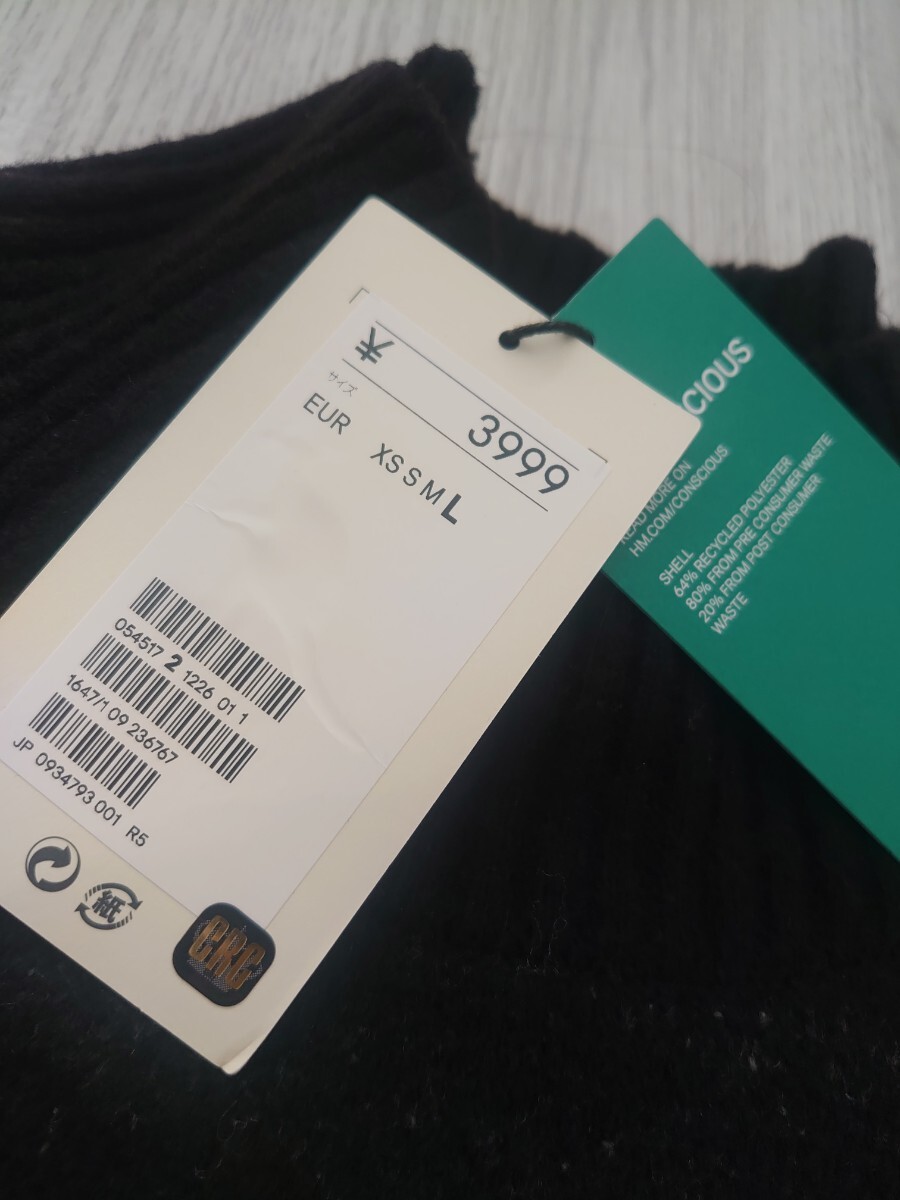 ¥ 3999
サイズ
EUR XS S M L
054517 2 1226 01 1
1647/1 09 236767
JP 0934793 001 R5
紙
CRG
CIOUS
READ MORE ON
HM.COM/CONSCIOUS
SHELL
64% RECYCLED POLYESTER
80% FROM PRE CONSUMER WASTE
20% FROM POST CONSUMER
WASTE